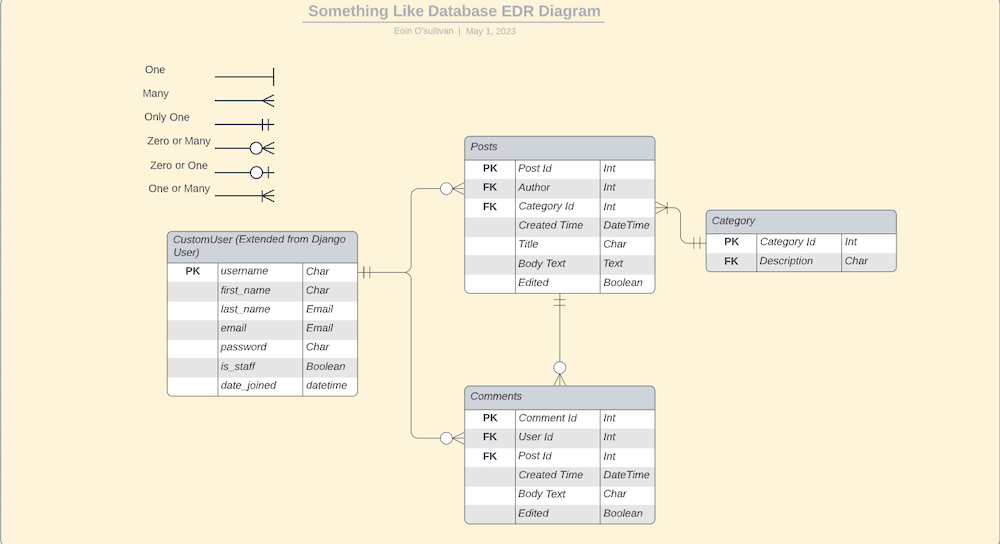 Something Like Database EDR Diagram
Eoin O'sullivan | May 1, 2023
One
Many
Only One
Zero or Many
Zero or One
One or Many
CustomUser (Extended from Django
User)
PK username Char
first_name Char
last_name Email
email Email
password Char
is_staff Boolean
date_joined datetime
Posts
PK Post Id Int
FK Author Int
FK Category Id Int
Created Time DateTime
Title Char
Body Text Text
Edited Boolean
Category
PK Category Id Int
FK Description Char
Comments
PK Comment Id Int
FK User Id Int
FK Post Id Int
Created Time DateTime
Body Text Char
Edited Boolean